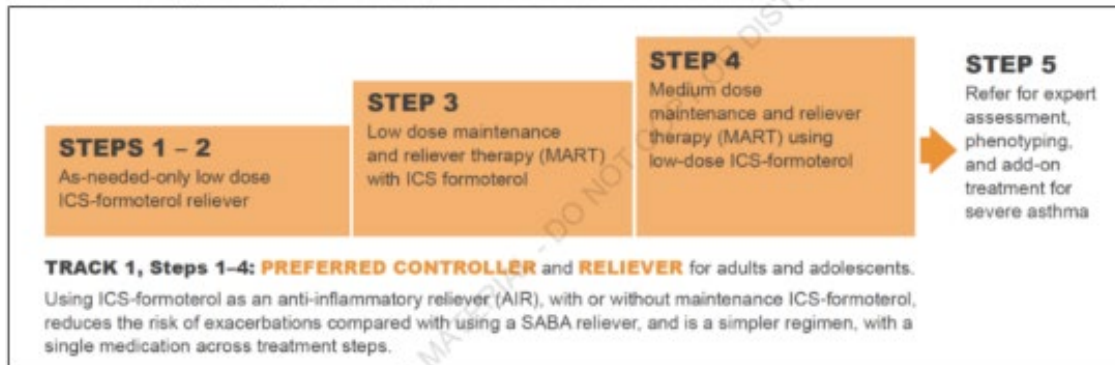 STEPS 1 – 2
As-needed-only low dose
ICS-formoterol reliever
STEP 3
Low dose maintenance
and reliever therapy (MART)
with ICS formoterol
STEP 4
Medium dose
maintenance and reliever
therapy (MART) using
low-dose ICS-formoterol
STEP 5
Refer for expert
assessment,
phenotyping,
and add-on
treatment for
severe asthma
TRACK 1, Steps 1–4: PREFERRED CONTROLLER and RELIEVER for adults and adolescents.
Using ICS-formoterol as an anti-inflammatory reliever (AIR), with or without maintenance ICS-formoterol,
reduces the risk of exacerbations compared with using a SABA reliever, and is a simpler regimen, with a
single medication across treatment steps.
MATERIAL - DO NOT COPY OR